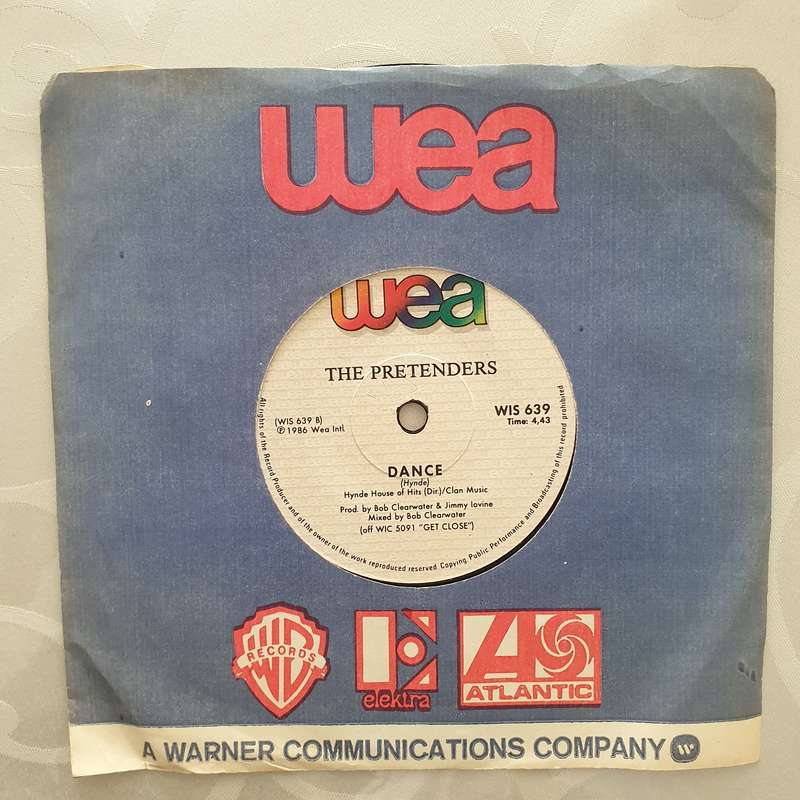 wea
wea
THE PRETENDERS
(WIS 639 B)
℗ 1986 Wea Intl.
WIS 639
Time: 4,43
DANCE
(Hynde)
Hynde House of Hits (Dir.)/Clan Music
Prod. by Bob Clearwater & Jimmy Iovine
Mixed by Bob Clearwater
(off WIC 5091 "GET CLOSE")
All rights of the Record Producer and of the owner of the work reproduced reserved Copying Public Performance and Broadcasting of this record prohibited
WB
RECORDS
elektra
ATLANTIC
A WARNER COMMUNICATIONS COMPANY